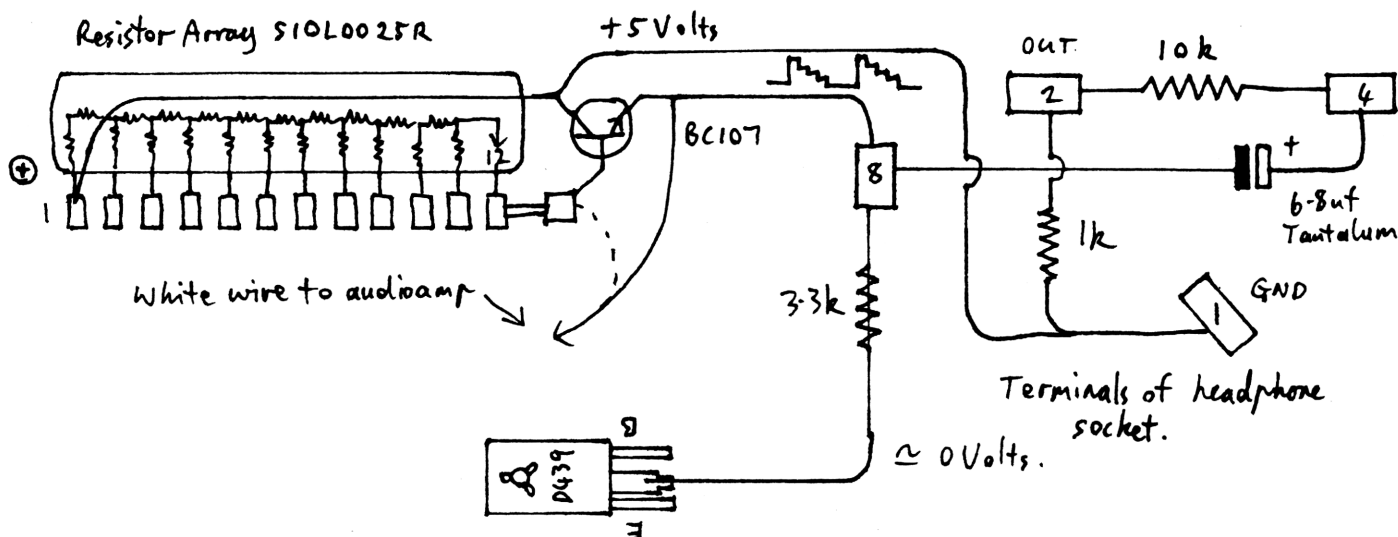 Resistor Array S10L0025R
+5 Volts
OUT
10k
2
4
BC107
8
+
6.8uf
Tantalum
+
1
1k
White wire to audioamp
3.3k
GND
1
Terminals of headphone
socket.
B
D439
E
≃ 0 Volts.